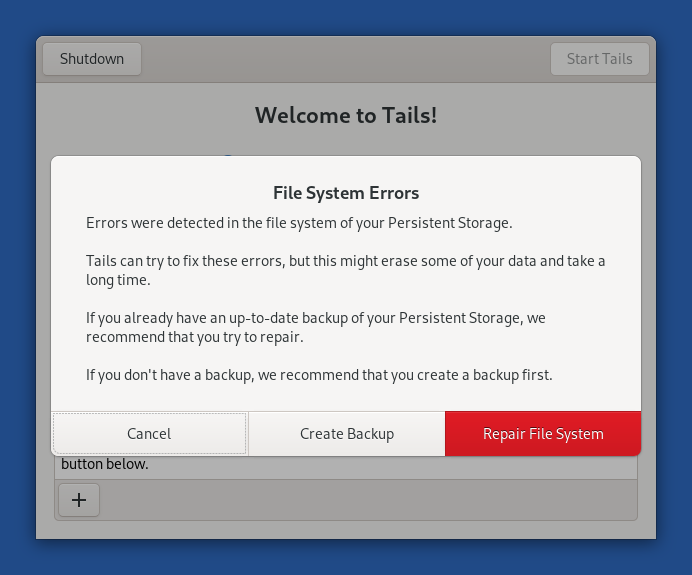 Shutdown
Start Tails
Welcome to Tails!
File System Errors
Errors were detected in the file system of your Persistent Storage.
Tails can try to fix these errors, but this might erase some of your data and take a
long time.
If you already have an up-to-date backup of your Persistent Storage, we
recommend that you try to repair.
If you don't have a backup, we recommend that you create a backup first.
Cancel
Create Backup
Repair File System
button below.